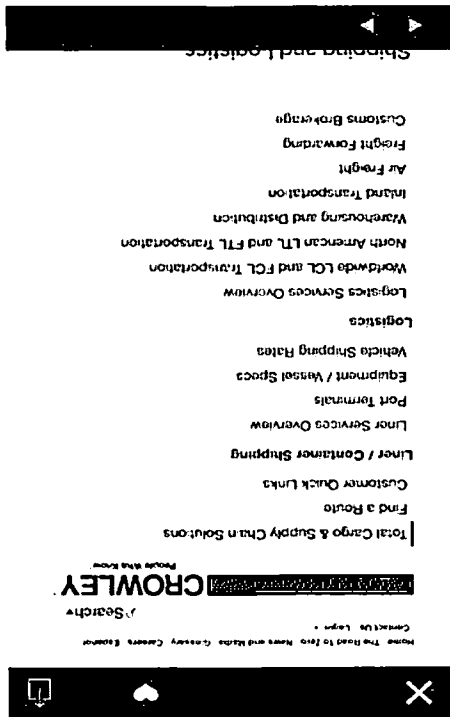 Home The Road To Zero News and Media Glossary Careers Espanol
Contact Us Login
Search
CROWLEY
People Who Know
Total Cargo & Supply Chain Solutions
Find a Route
Customer Quick Links
Liner / Container Shipping
Liner Services Overview
Port Terminals
Equipment / Vessel Specs
Vehicle Shipping Rates
Logistics
Logistics Services Overview
Worldwide LCL and FCL Transportation
North American LTL and FTL Transportation
Warehousing and Distribution
Inland Transportation
Air Freight
Freight Forwarding
Customs Brokerage
Shipping and Logistics